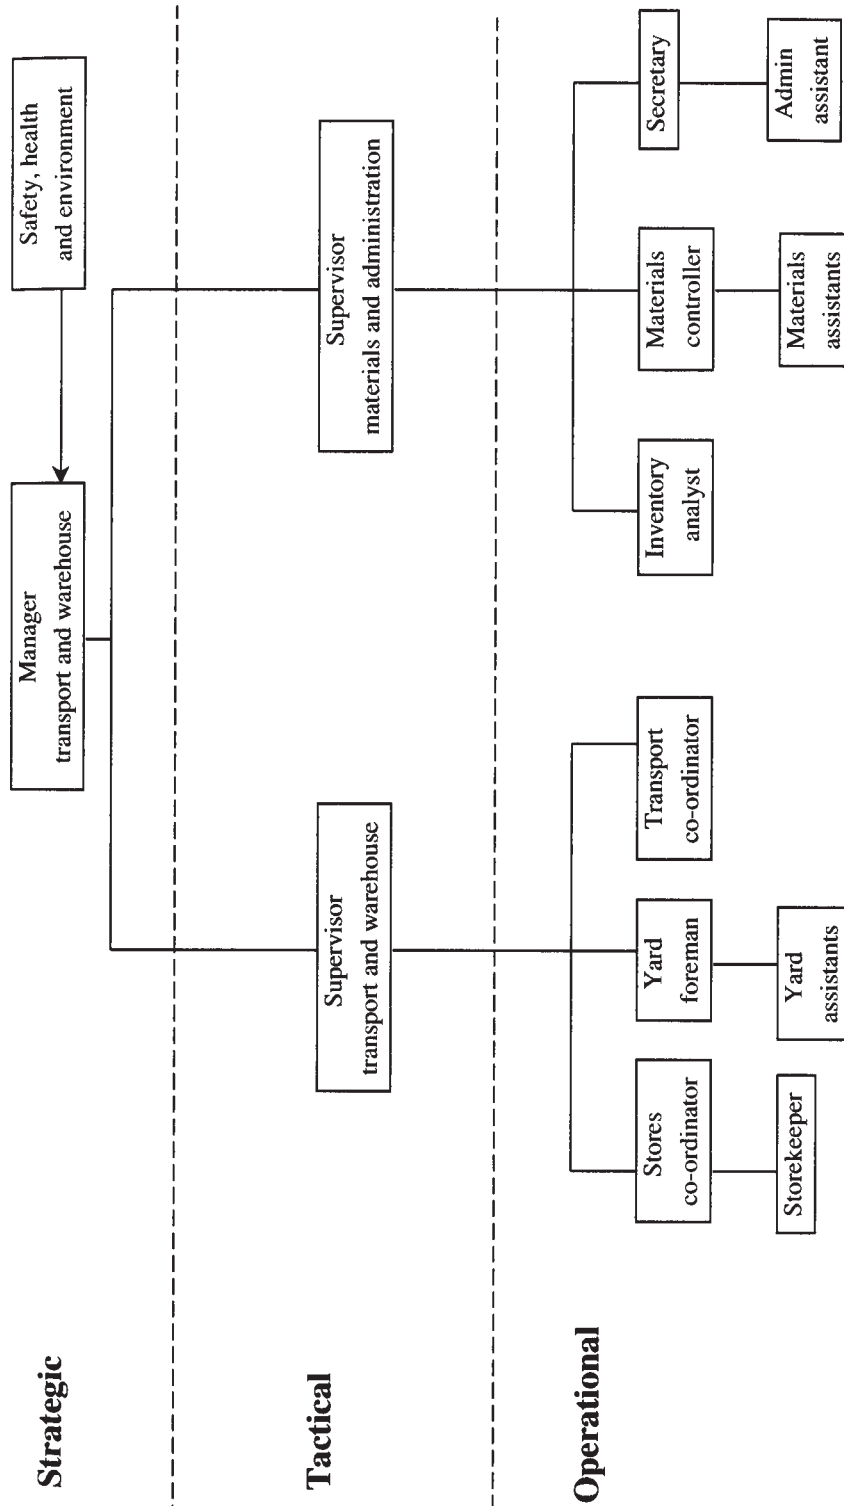 Strategic
Manager
transport and warehouse
Safety, health
and environment
Tactical
Supervisor
transport and warehouse
Supervisor
materials and administration
Operational
Stores
co-ordinator
Yard
foreman
Transport
co-ordinator
Inventory
analyst
Materials
controller
Secretary
Storekeeper
Yard
assistants
Materials
assistants
Admin
assistant